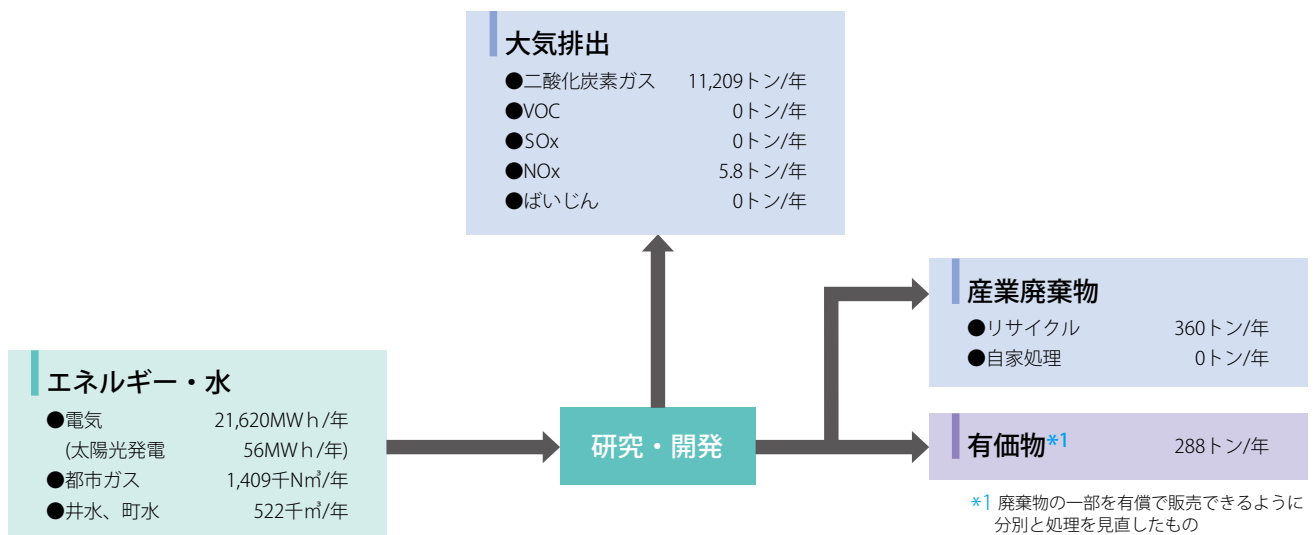 大気排出
●二酸化炭素ガス 11,209トン/年
●VOC 0トン/年
●SOx 0トン/年
●NOx 5.8トン/年
●ばいじん 0トン/年
産業廃棄物
●リサイクル 360トン/年
●自家処理 0トン/年
エネルギー・水
●電気 21,620MWｈ/年
(太陽光発電 56MWｈ/年)
●都市ガス 1,409千N㎥/年
●井水、町水 522千㎥/年
研究・開発
有価物*1 288トン/年
*1 廃棄物の一部を有償で販売できるように
分別と処理を見直したもの